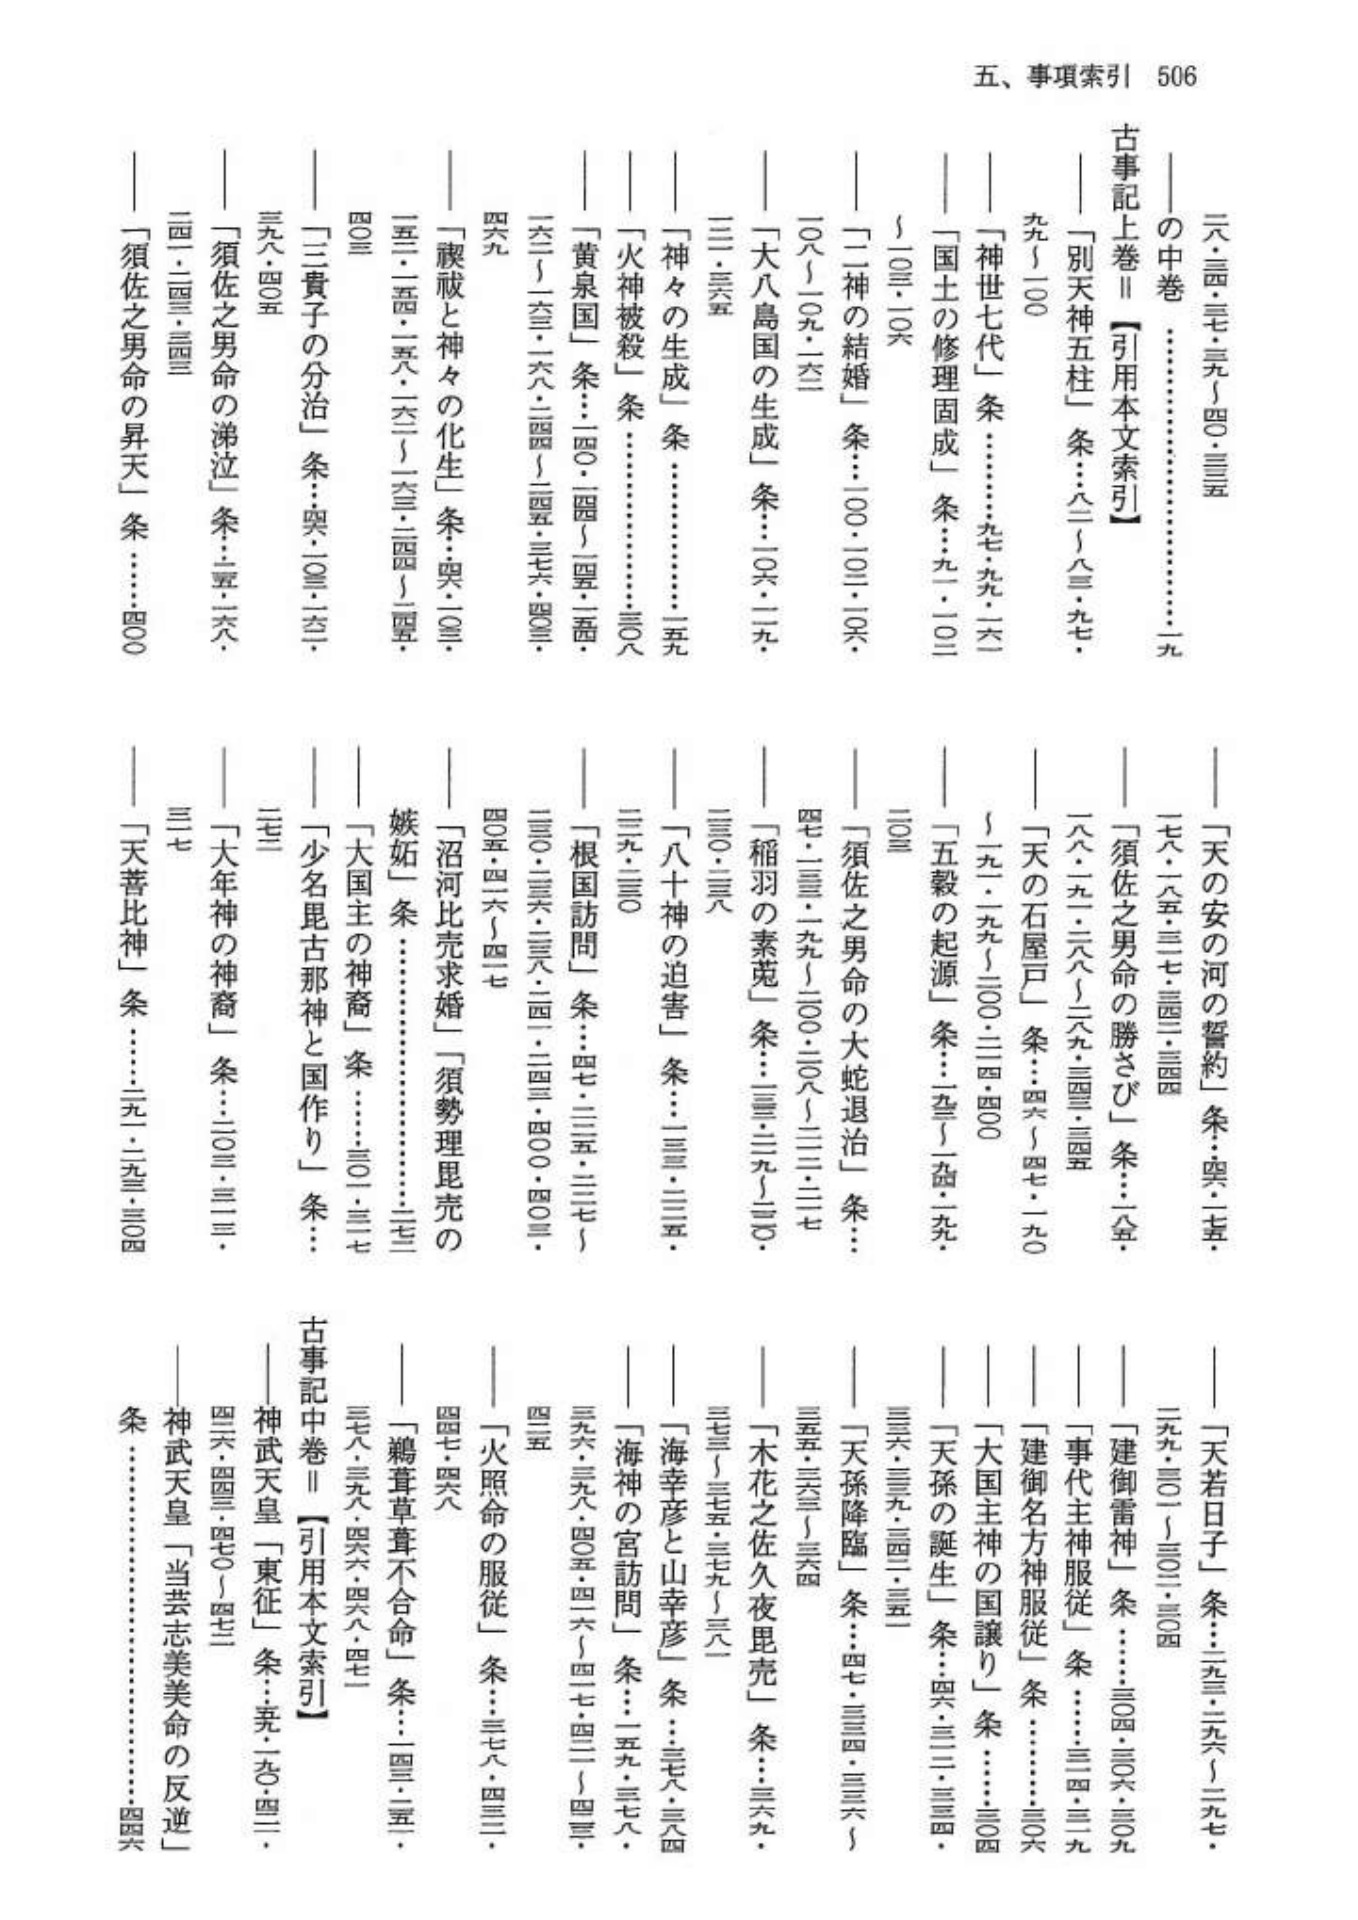 五、事項索引　506
二八・三四・三七・三九〜四〇・三三五
――の中巻 …………………………一九
古事記上巻＝【引用本文索引】
――「別天神五柱」条…八二〜八三・九七・
九九〜一〇〇
――「神世七代」条 ………九七・九九・一六一
――「国土の修理固成」条…九一・一〇二
〜一〇三・一〇六
――「二神の結婚」条…一〇〇・一〇二・一〇六・
一〇八〜一〇九・一六二
――「大八島国の生成」条…一〇六・一一九・
一二一・三六五
――「神々の生成」条 ……………一五九
――「火神被殺」条 ………………三〇八
――「黄泉国」条…一四〇・一四四〜一四五・一五四・
一六二〜一六三・一六八・二四四〜二四五・三七六・四〇三・
四六九
――「禊祓と神々の化生」条…四六・一〇三・
一五二・一五四・一五八・一六二〜一六三・二四四〜二四五・
四〇三
――「三貴子の分治」条…四六・一〇三・一六二・
三九八・四〇五
――「須佐之男命の涕泣」条…二五・一六八・
二四一・二四三・三四三
――「須佐之男命の昇天」条 ……四〇〇
――「天の安の河の誓約」条…四六・一七五・
一七八・一八五・三一七・三四二・三四四
――「須佐之男命の勝さび」条…一八五・
一八八・一九一・二八八〜二八九・三四三・三四五
――「天の石屋戸」条…四六〜四七・一九〇
〜一九一・一九九〜二〇〇・二一四・四〇〇
――「五穀の起源」条…一九三〜一九四・一九九・
二〇三
――「須佐之男命の大蛇退治」条…
四七・一三三・一九九〜二〇〇・二〇八〜二一二・二一七
――「稲羽の素菟」条…一三三・二一九〜二二〇・
二三〇・二三八
――「八十神の迫害」条…一三三・二二五・
二二九・二三〇
――「根国訪問」条…四七・二二五・二二七〜
二三〇・二三六・二三八・二四一・二四三・四〇〇・四〇三・
四〇五・四一六〜四一七
――「沼河比売求婚」「須勢理毘売の
嫉妬」条 ……………………二七二
――「大国主の神裔」条 ……三〇一・三一七
――「少名毘古那神と国作り」条…
二七二
――「大年神の神裔」条…二〇三・三一三・
三一七
――「天菩比神」条 ……二九一・二九三・三〇四
――「天若日子」条…二九三・二九六〜二九七・
二九九・三〇一〜三〇二・三〇四
――「建御雷神」条 ……三〇四・三〇六・三〇九
――「事代主神服従」条 ……三一四・三一九
――「建御名方神服従」条 ………三〇六
――「大国主神の国譲り」条 ……三〇四
――「天孫の誕生」条…四六・三一二・三三四・
三三六・三三九・三四二・三五一
――「天孫降臨」条…四七・三三四・三三六〜
三五五・三六三〜三六四
――「木花之佐久夜毘売」条…三六九・
三七三〜三七五・三七九〜三八一
――「海幸彦と山幸彦」条…三七八・三八四
――「海神の宮訪問」条…一五九・三七八・
三九六・三九八・四〇五・四一六〜四一七・四二一〜四二三・
四二五
――「火照命の服従」条…三七八・四三二・
四四七・四六八
――「鵜葺草葺不合命」条…一四三・二五一・
三七八・三九八・四六六・四六八・四七一
古事記中巻＝【引用本文索引】
――神武天皇「東征」条…五九・一九〇・四二一・
四二六・四四三・四七〇〜四七二
――神武天皇「当芸志美美命の反逆」
条 ……………………………四四六